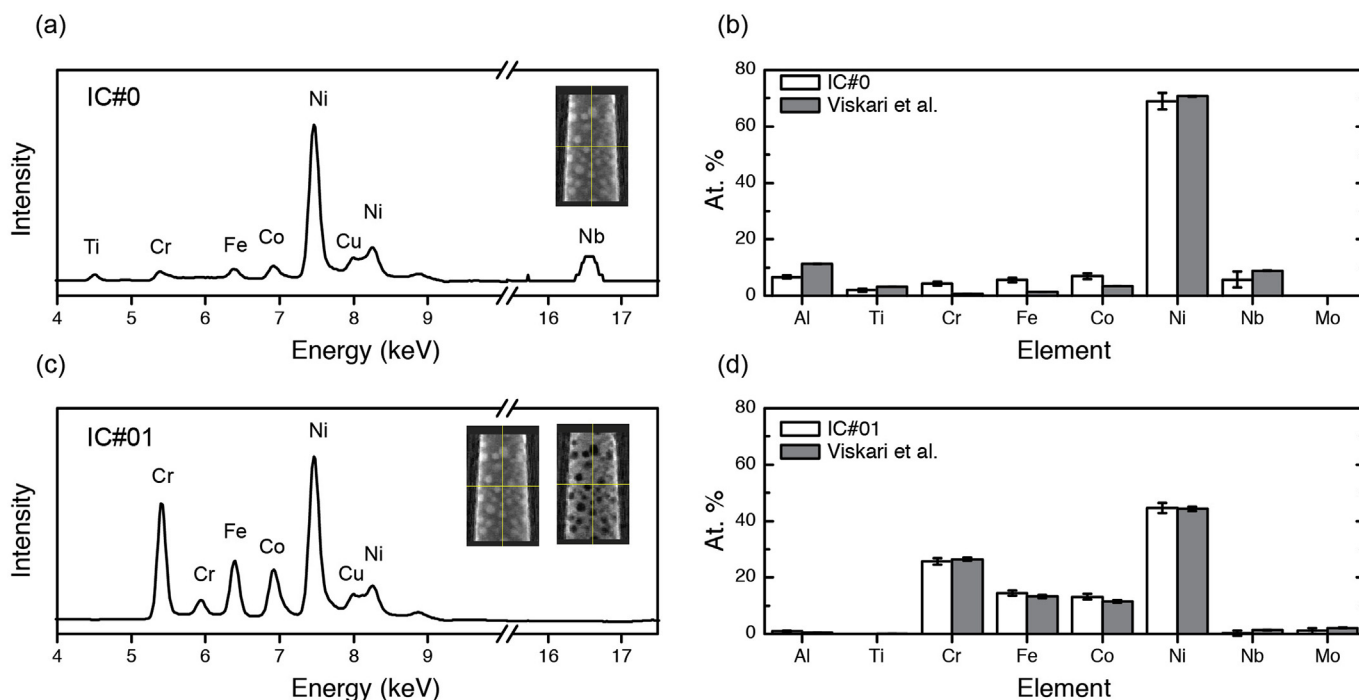 (a)
IC#0
Ni
Ti
Cr
Fe
Co
Cu
Ni
Nb
Intensity
4 5 6 7 8 9 16 17
Energy (keV)
(b)
IC#0
Viskari et al.
At. %
80
60
40
20
0
Al Ti Cr Fe Co Ni Nb Mo
Element
(c)
IC#01
Ni
Cr
Cr
Fe
Co
Cu
Ni
Intensity
4 5 6 7 8 9 16 17
Energy (keV)
(d)
IC#01
Viskari et al.
At. %
80
60
40
20
0
Al Ti Cr Fe Co Ni Nb Mo
Element